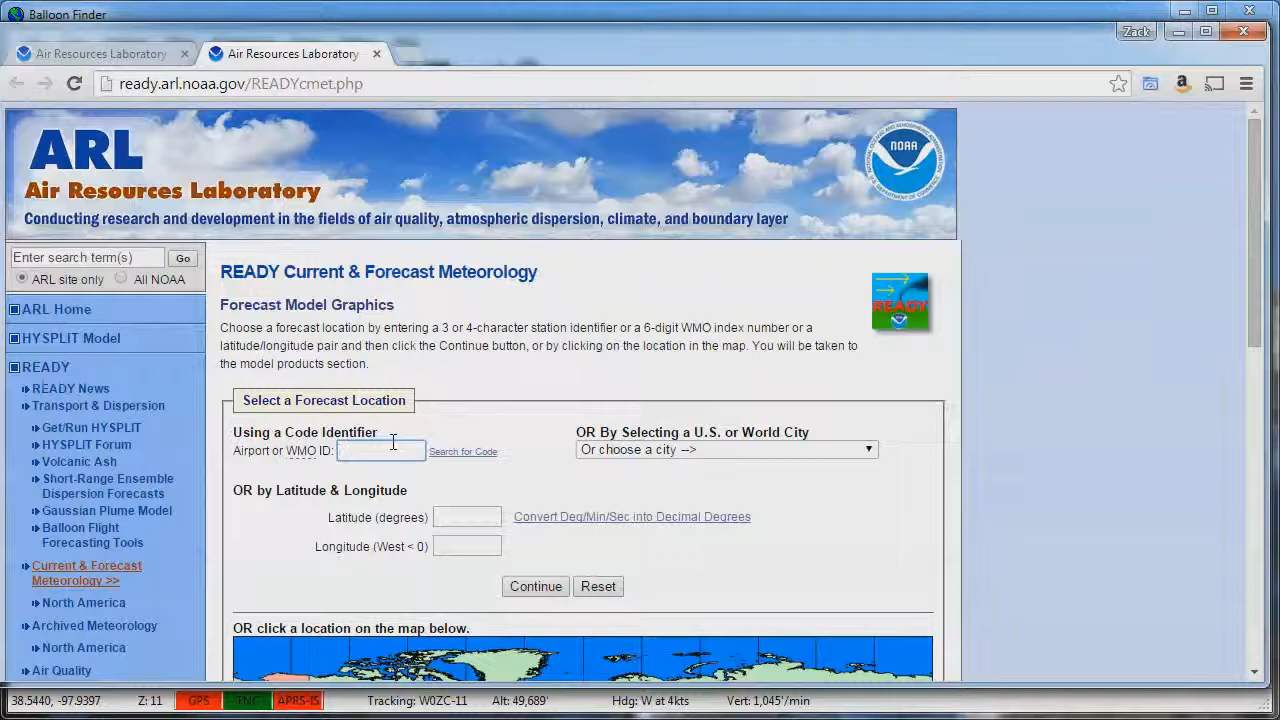 Balloon Finder
Zack
Air Resources Laboratory
Air Resources Laboratory
ready.arl.noaa.gov/READYcmet.php
ARL
Air Resources Laboratory
Conducting research and development in the fields of air quality, atmospheric dispersion, climate, and boundary layer
NOAA
Enter search term(s) Go
ARL site only All NOAA
ARL Home
HYSPLIT Model
READY
READY News
Transport & Dispersion
Get/Run HYSPLIT
HYSPLIT Forum
Volcanic Ash
Short-Range Ensemble
Dispersion Forecasts
Gaussian Plume Model
Balloon Flight
Forecasting Tools
Current & Forecast
Meteorology >>
North America
Archived Meteorology
North America
Air Quality
READY Current & Forecast Meteorology
READY
Forecast Model Graphics
Choose a forecast location by entering a 3 or 4-character station identifier or a 6-digit WMO index number or a
latitude/longitude pair and then click the Continue button, or by clicking on the location in the map. You will be taken to
the model products section.
Select a Forecast Location
Using a Code Identifier
Airport or WMO ID: Search for Code
OR By Selecting a U.S. or World City
Or choose a city -->
OR by Latitude & Longitude
Latitude (degrees) Convert Deg/Min/Sec into Decimal Degrees
Longitude (West < 0)
Continue Reset
OR click a location on the map below.
38.5440, -97.9397 Z: 11 GPS TNC APRS-IS Tracking: W0ZC-11 Alt: 49,689' Hdg: W at 4kts Vert: 1,045'/min